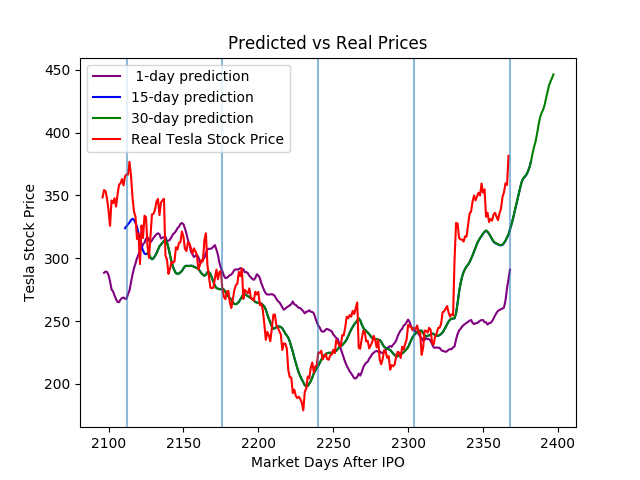 Predicted vs Real Prices
1-day prediction
15-day prediction
30-day prediction
Real Tesla Stock Price
450
400
350
300
250
200
Tesla Stock Price
2100 2150 2200 2250 2300 2350 2400
Market Days After IPO